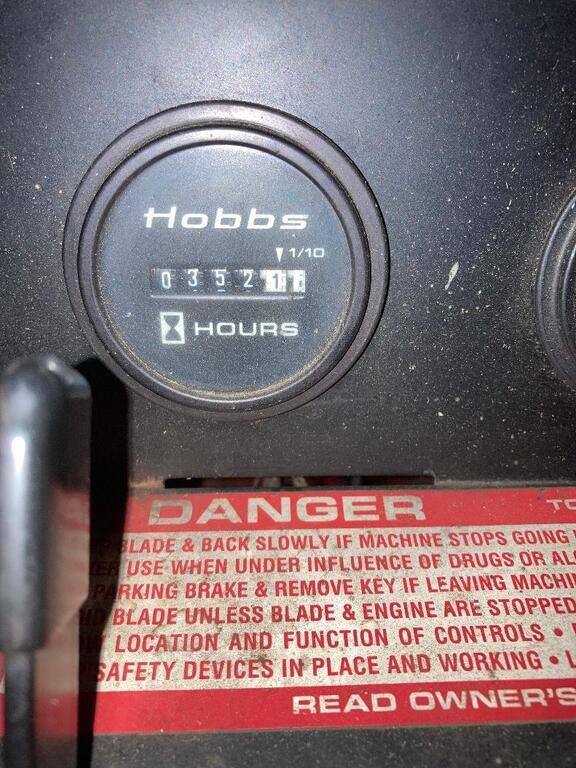 Hobbs
1/10
03521
HOURS
DANGER
TO
BLADE & BACK SLOWLY IF MACHINE STOPS GOING
USE WHEN UNDER INFLUENCE OF DRUGS OR
PARKING BRAKE & REMOVE KEY IF LEAVING
BLADE UNLESS BLADE & ENGINE ARE STOPPED
LOCATION AND FUNCTION OF CONTROLS •
SAFETY DEVICES IN PLACE AND WORKING •
READ OWNER'S